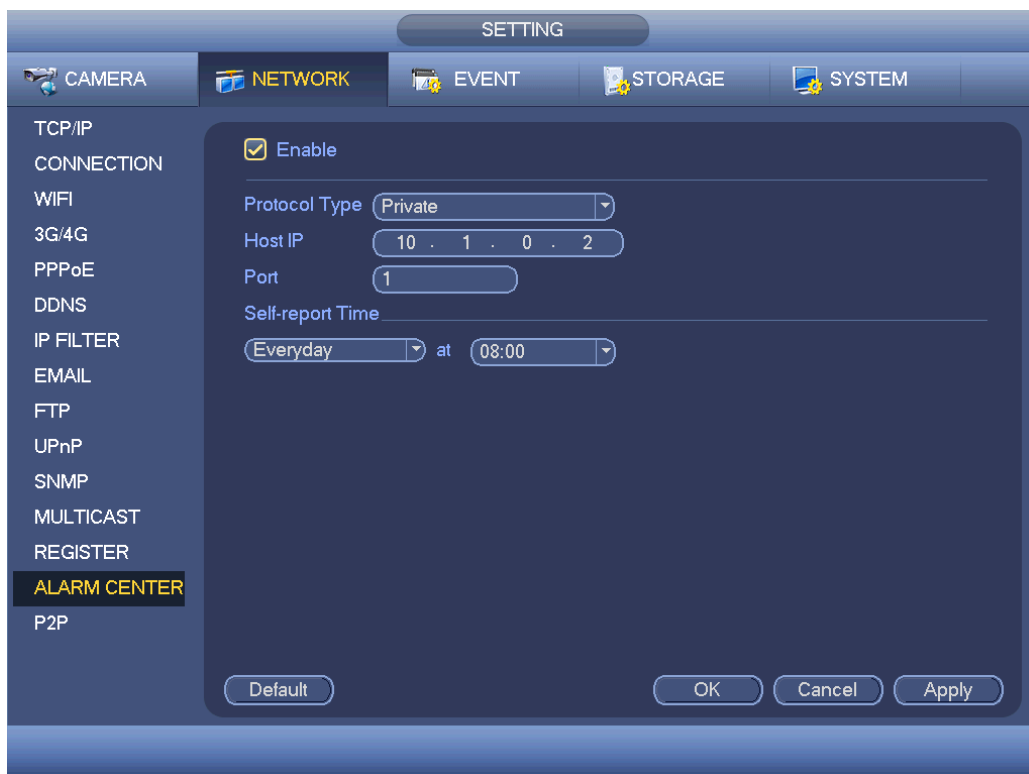 SETTING
CAMERA NETWORK EVENT STORAGE SYSTEM
TCP/IP
CONNECTION
WIFI
3G/4G
PPPoE
DDNS
IP FILTER
EMAIL
FTP
UPnP
SNMP
MULTICAST
REGISTER
ALARM CENTER
P2P
Enable
Protocol Type Private
Host IP 10 . 1 . 0 . 2
Port 1
Self-report Time
Everyday at 08:00
Default OK Cancel Apply